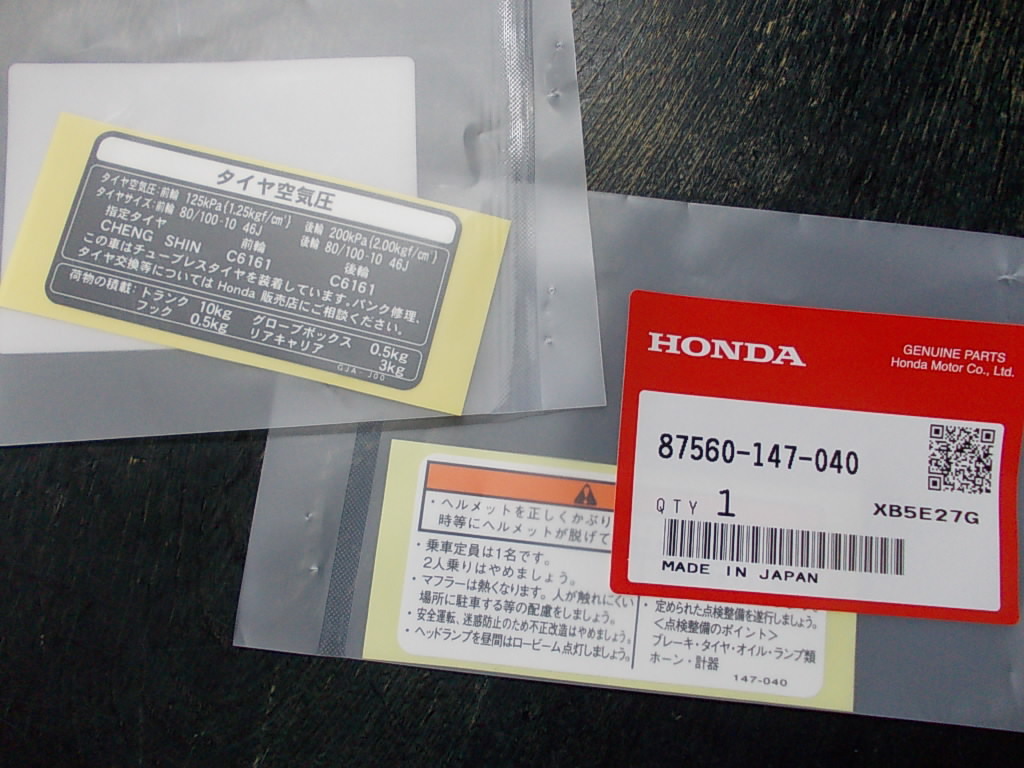 タイヤ空気圧
タイヤ空気圧:前輪 125kPa(1.25kgf/cm²) 後輪 200kPa(2.00kgf/cm²)
タイヤサイズ:前輪 80/100-10 46J 後輪 80/100-10 46J
指定タイヤ 前輪 後輪
CHENG SHIN C6161 C6161
この車はチューブレスタイヤを装着しています。パンク修理、
タイヤ交換等については Honda 販売店にご相談ください。
荷物の積載:トランク 10kg グローブボックス 0.5kg
フック 0.5kg リアキャリア 3kg
GJA-J00
HONDA
GENUINE PARTS
Honda Motor Co., Ltd.
87560-147-040
QTY 1
XB5E27G
MADE IN JAPAN
・ヘルメットを正しくかぶり
時等にヘルメットが脱げて
・乗車定員は1名です。
2人乗りはやめましょう。
・マフラーは熱くなります。人が触れにくい
場所に駐車する等の配慮をしましょう。
・安全運転、迷惑防止のため不正改造はやめましょう。
・ヘッドランプを昼間はロービーム点灯しましょう。
定められた点検整備を遂行しましょう。
<点検整備のポイント>
ブレーキ・タイヤ・オイル・ランプ類
ホーン・計器
147-040